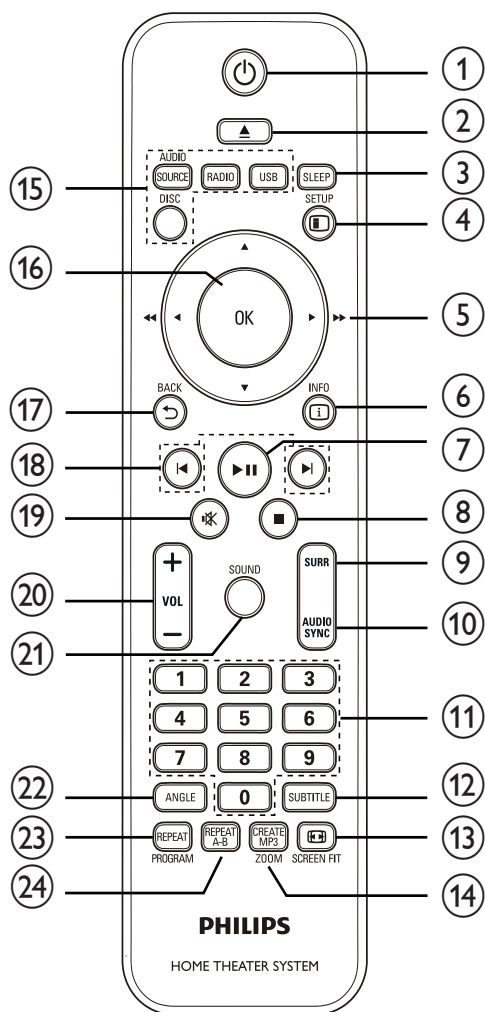 1
2
AUDIO
SOURCE RADIO USB SLEEP
3
15
DISC
SETUP
4
16
OK
5
BACK
INFO
6
17
7
18
19
8
SOUND
SURR
9
20
VOL
AUDIO
SYNC
10
21
1 2 3
4 5 6
11
7 8 9
22
ANGLE 0 SUBTITLE
12
23
REPEAT
REPEAT
A-B
CREATE
MP3
13
PROGRAM ZOOM SCREEN FIT
24
14
PHILIPS
HOME THEATER SYSTEM